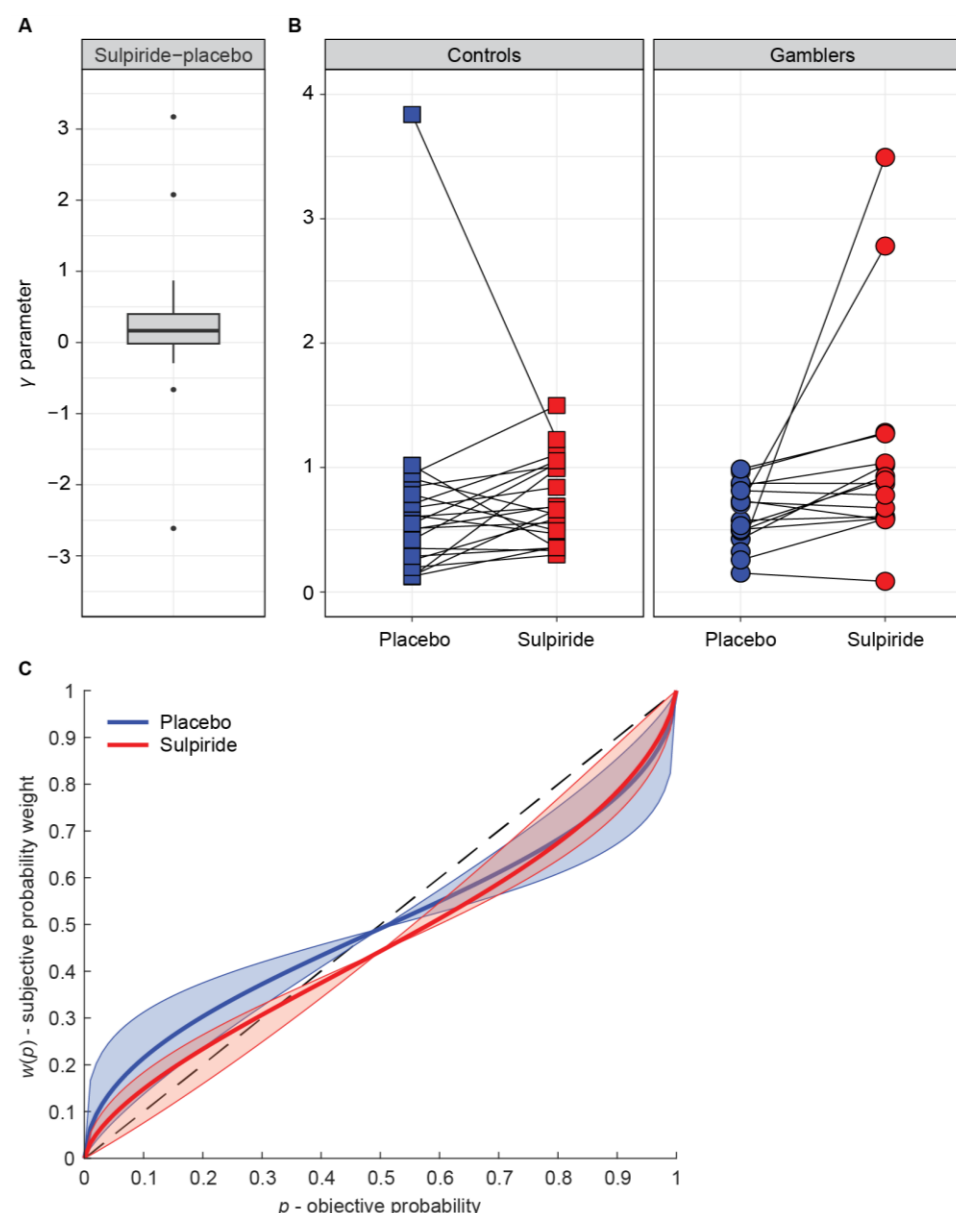 A
B
Sulpiride−placebo
Controls
Gamblers
γ parameter
3
2
1
0
−1
−2
−3
4
3
2
1
0
Placebo
Sulpiride
Placebo
Sulpiride
C
Placebo
Sulpiride
w(p) - subjective probability weight
1
0.9
0.8
0.7
0.6
0.5
0.4
0.3
0.2
0.1
0
0 0.1 0.2 0.3 0.4 0.5 0.6 0.7 0.8 0.9 1
p - objective probability